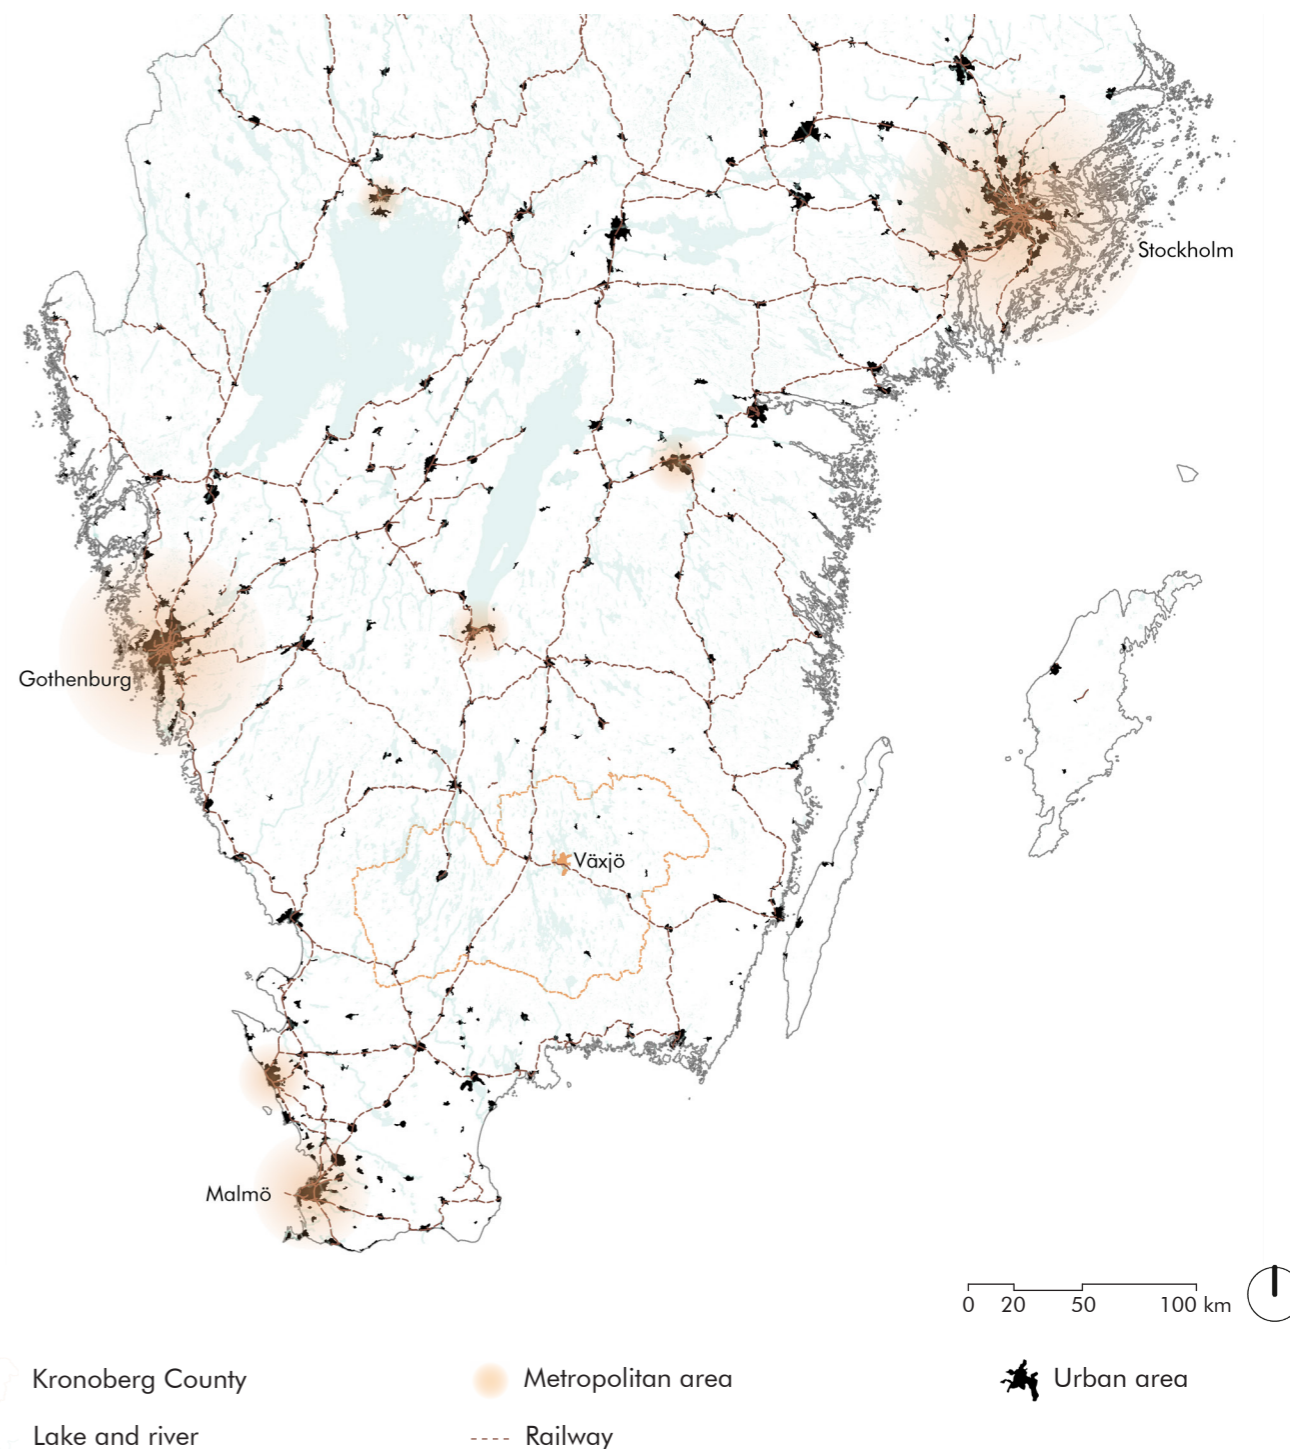 Stockholm
Gothenburg
Växjö
Malmö
0 20 50 100 km
Kronoberg County
Metropolitan area
Urban area
Lake and river
Railway